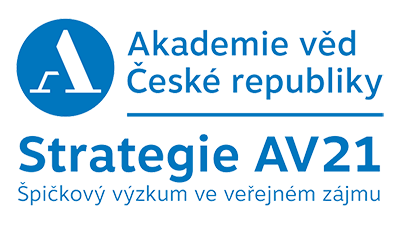 Akademie věd
České republiky
Strategie AV21
Špičkový výzkum ve veřejném zájmu